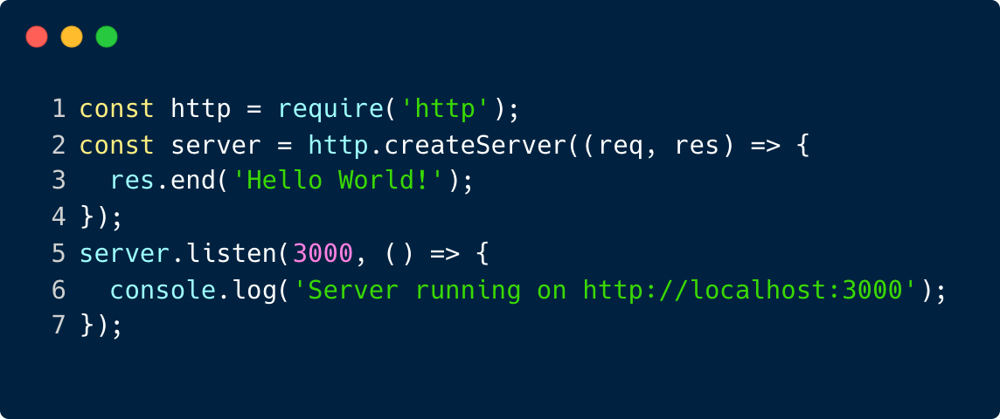 1 const http = require('http');
2 const server = http.createServer((req, res) => {
3   res.end('Hello World!');
4 });
5 server.listen(3000, () => {
6   console.log('Server running on http://localhost:3000');
7 });